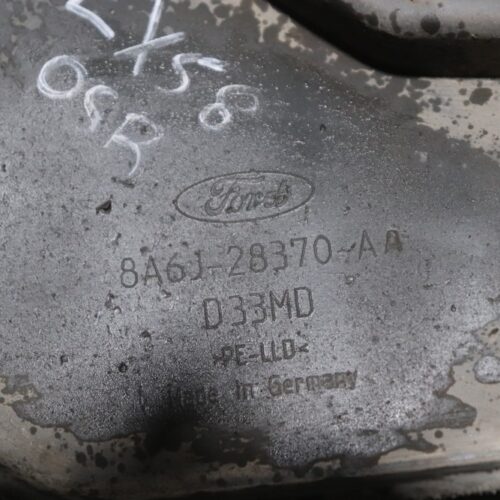 LX58
OSR
Ford
8A6J-28370-AA
D33MD
>PE-LLD<
Made In Germany